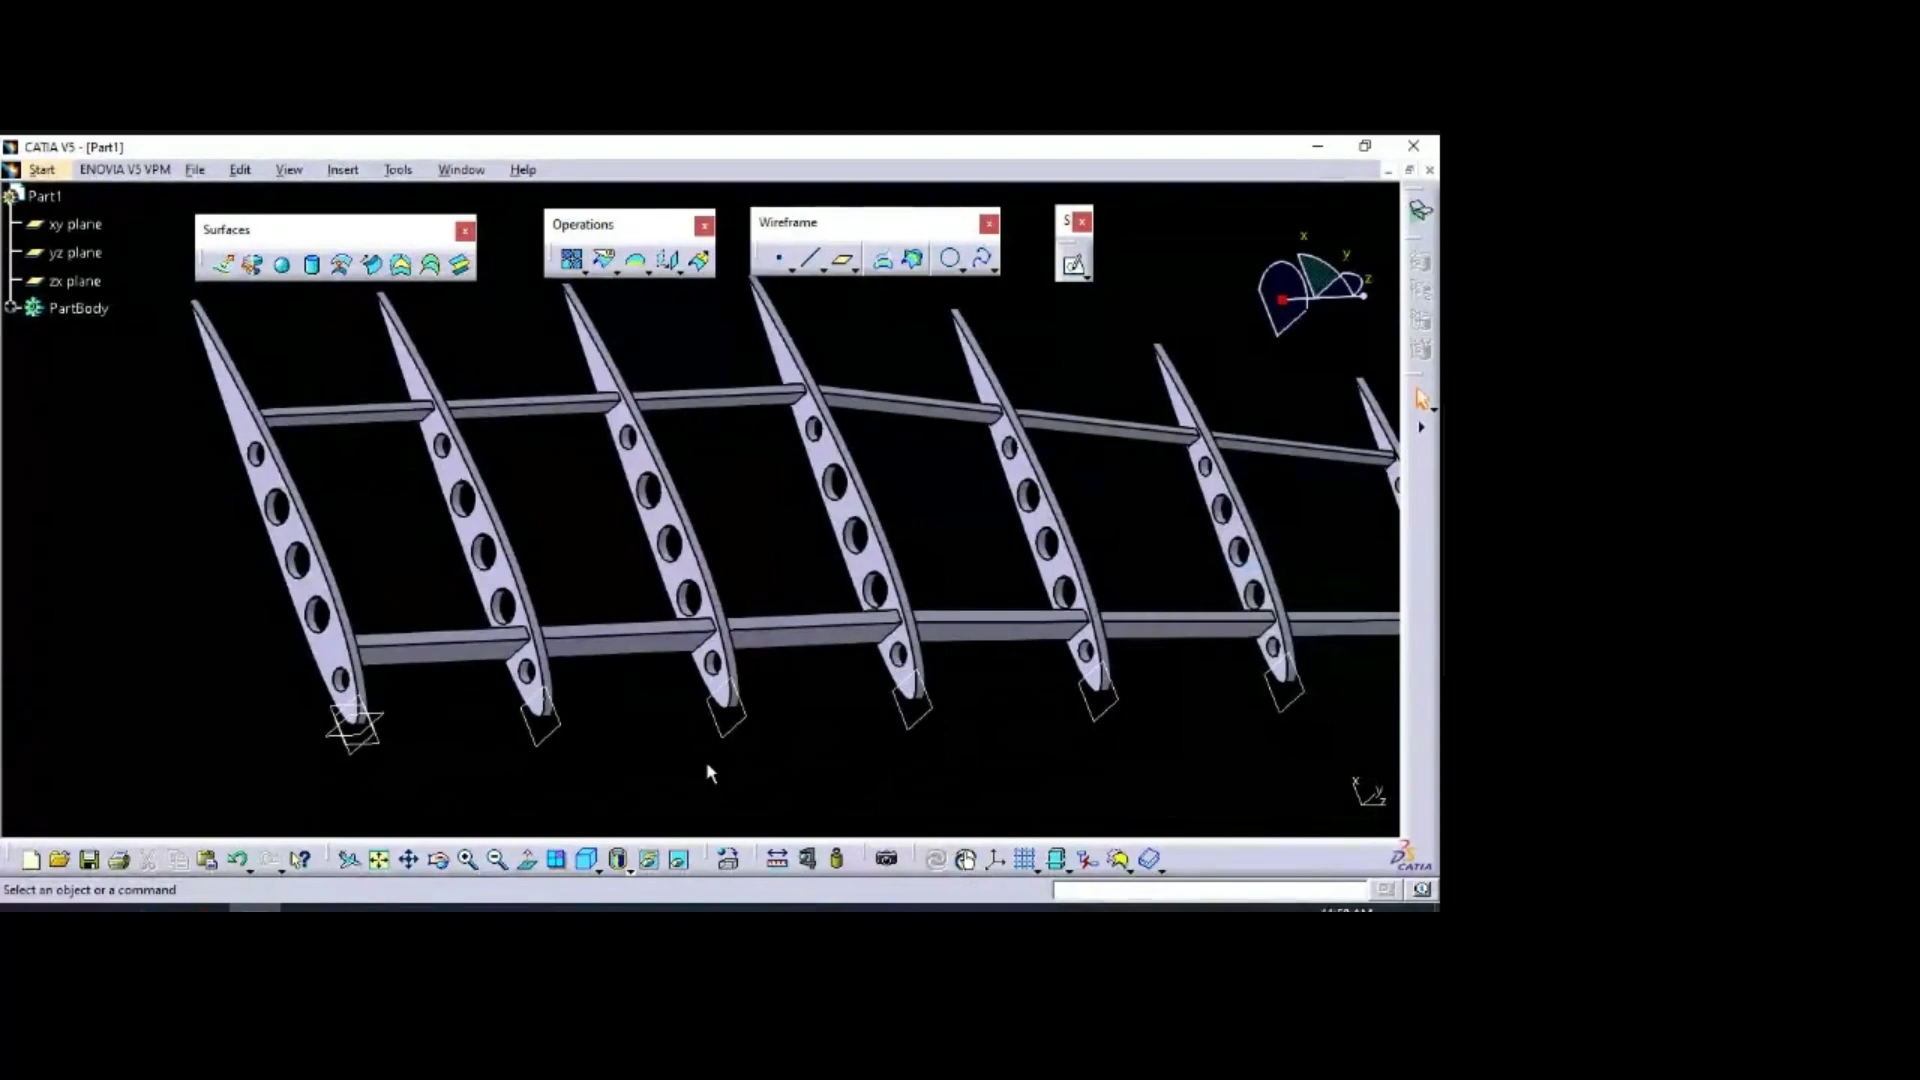 CATIA V5 - [Part1]
Start ENOVIA V5 VPM File Edit View Insert Tools Window Help
Part1
xy plane
yz plane
zx plane
PartBody
Surfaces
Operations
Wireframe
S
x
y
z
x
y
z
3S
CATIA
Select an object or a command